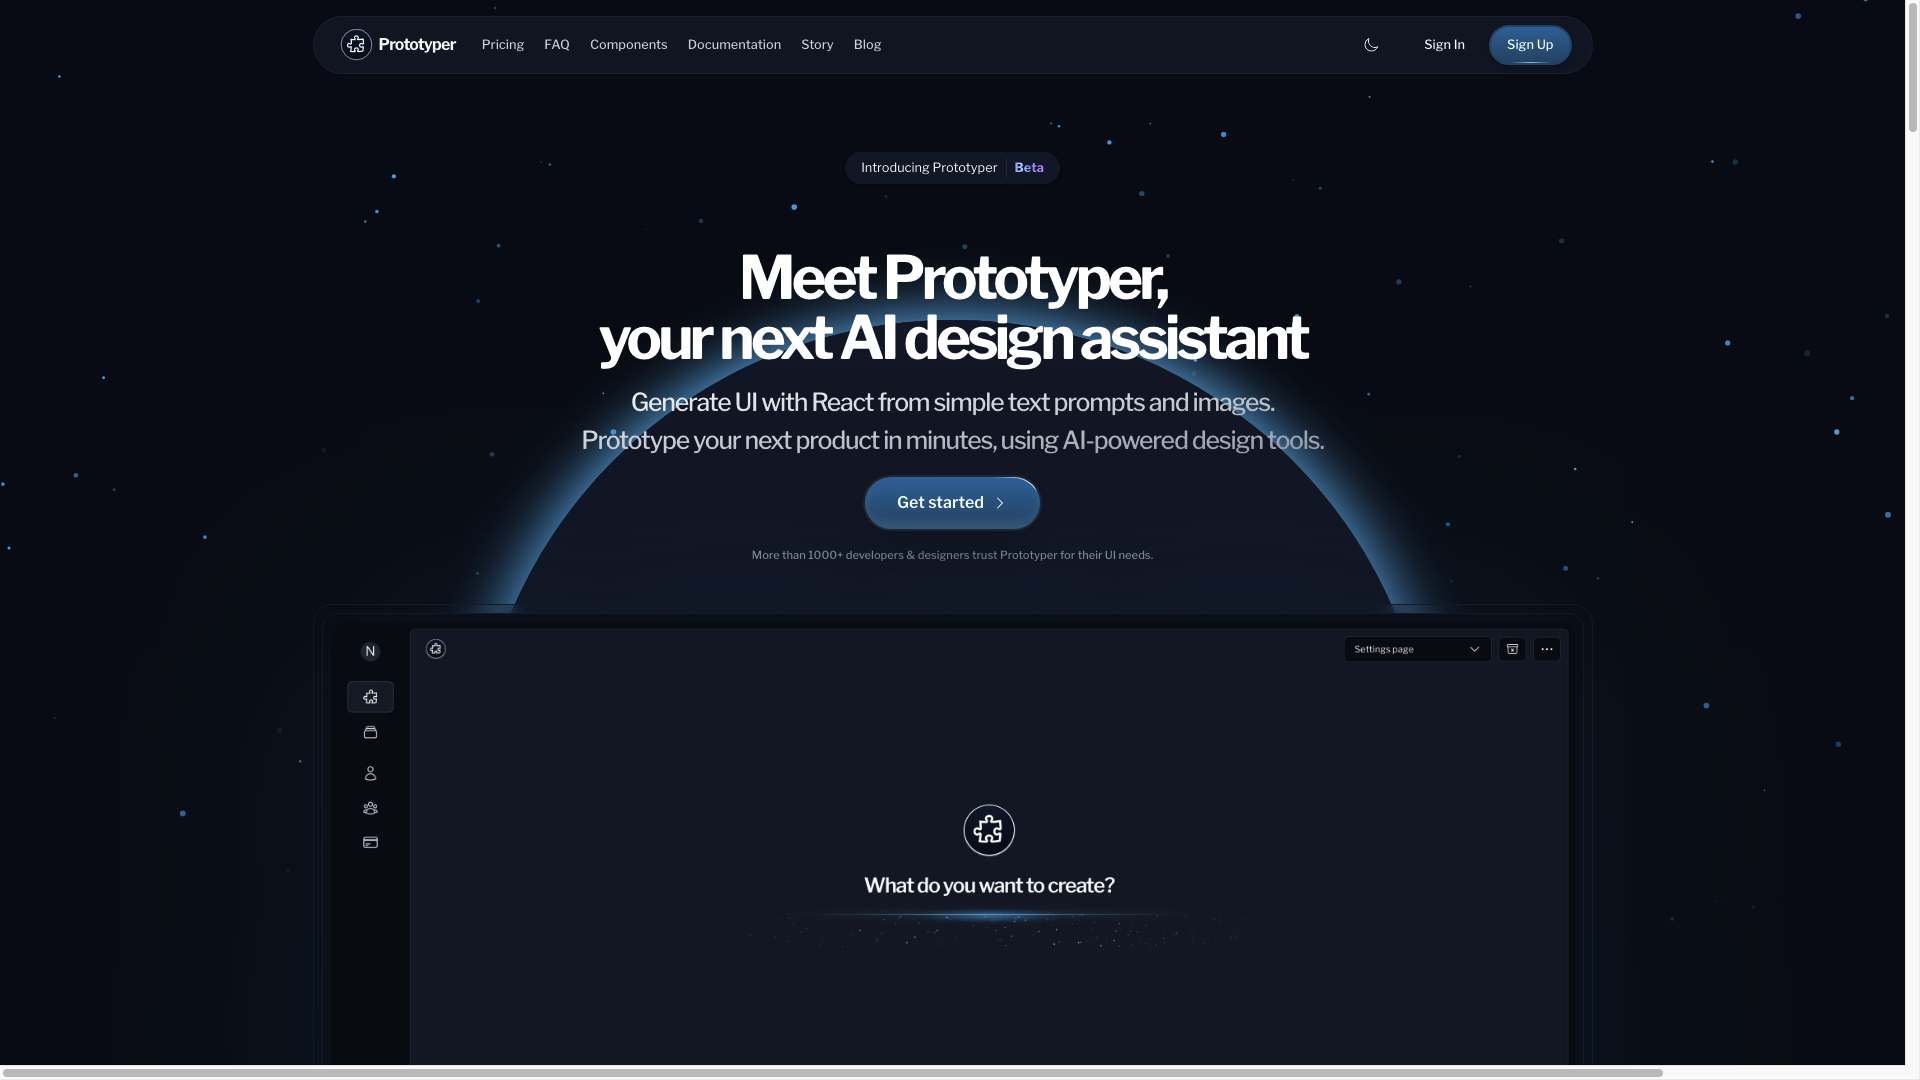 Prototyper
Pricing
FAQ
Components
Documentation
Story
Blog
Sign In
Sign Up
Introducing Prototyper
Beta
Meet Prototyper,
your next AI design assistant
Generate UI with React from simple text prompts and images.
Prototype your next product in minutes, using AI-powered design tools.
Get started
More than 1000+ developers & designers trust Prototyper for their UI needs.
N
Settings page
What do you want to create?